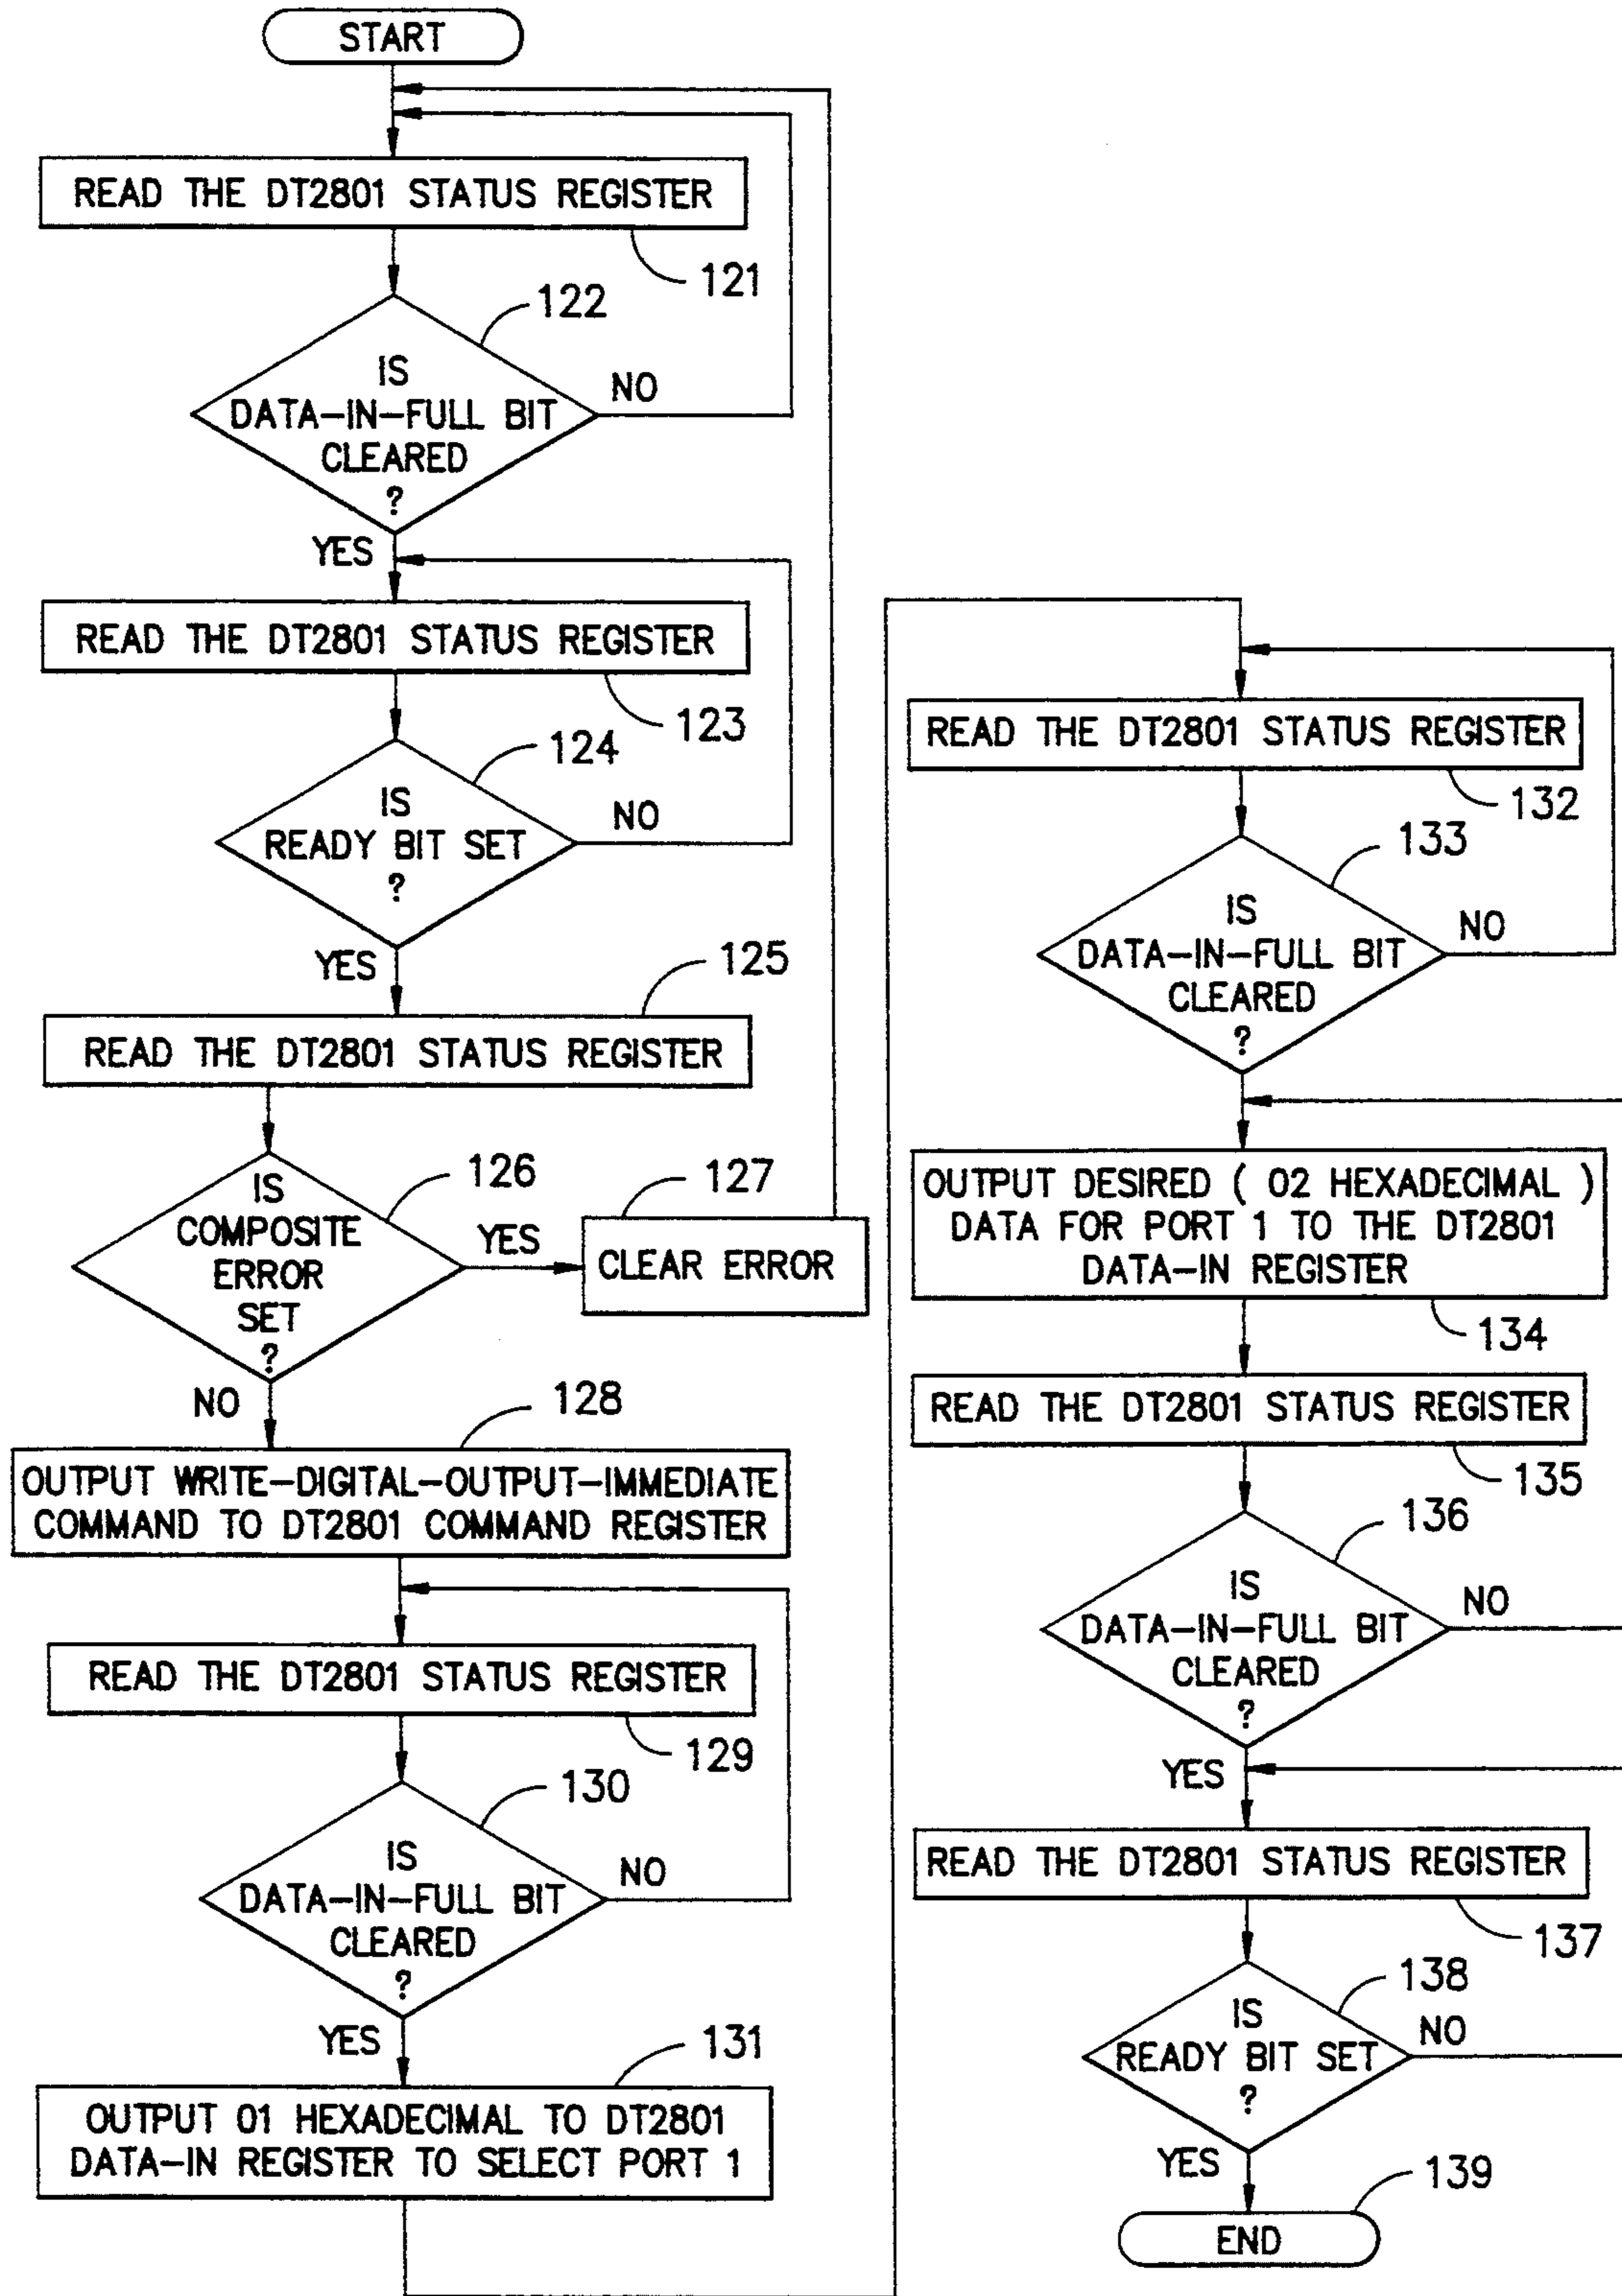 START
READ THE DT2801 STATUS REGISTER
121
122
IS
DATA-IN-FULL BIT
CLEARED
?
NO
YES
READ THE DT2801 STATUS REGISTER
123
124
IS
READY BIT SET
?
NO
YES
125
READ THE DT2801 STATUS REGISTER
126
IS
COMPOSITE
ERROR
SET
?
YES
127
CLEAR ERROR
NO
128
OUTPUT WRITE-DIGITAL-OUTPUT-IMMEDIATE
COMMAND TO DT2801 COMMAND REGISTER
READ THE DT2801 STATUS REGISTER
129
130
IS
DATA-IN-FULL BIT
CLEARED
?
NO
YES
131
OUTPUT 01 HEXADECIMAL TO DT2801
DATA-IN REGISTER TO SELECT PORT 1
READ THE DT2801 STATUS REGISTER
132
133
IS
DATA-IN-FULL BIT
CLEARED
?
NO
OUTPUT DESIRED ( 02 HEXADECIMAL )
DATA FOR PORT 1 TO THE DT2801
DATA-IN REGISTER
134
READ THE DT2801 STATUS REGISTER
135
136
IS
DATA-IN-FULL BIT
CLEARED
?
NO
YES
READ THE DT2801 STATUS REGISTER
137
138
IS
READY BIT SET
?
NO
YES
139
END